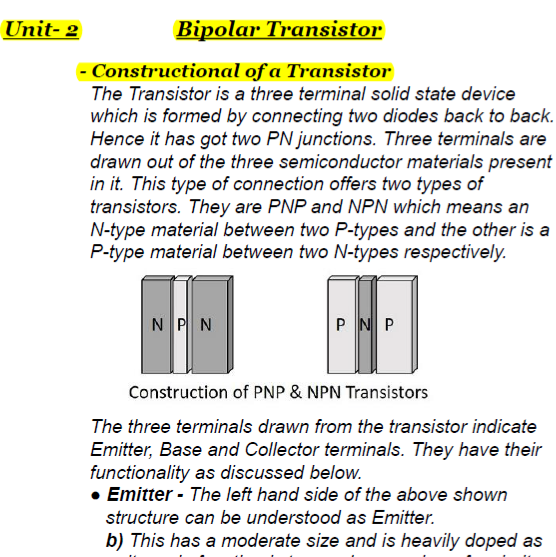 Unit- 2 Bipolar Transistor
- Constructional of a Transistor
The Transistor is a three terminal solid state device
which is formed by connecting two diodes back to back.
Hence it has got two PN junctions. Three terminals are
drawn out of the three semiconductor materials present
in it. This type of connection offers two types of
transistors. They are PNP and NPN which means an
N-type material between two P-types and the other is a
P-type material between two N-types respectively.
N P N P N P
Construction of PNP & NPN Transistors
The three terminals drawn from the transistor indicate
Emitter, Base and Collector terminals. They have their
functionality as discussed below.
● Emitter - The left hand side of the above shown
structure can be understood as Emitter.
b) This has a moderate size and is heavily doped as